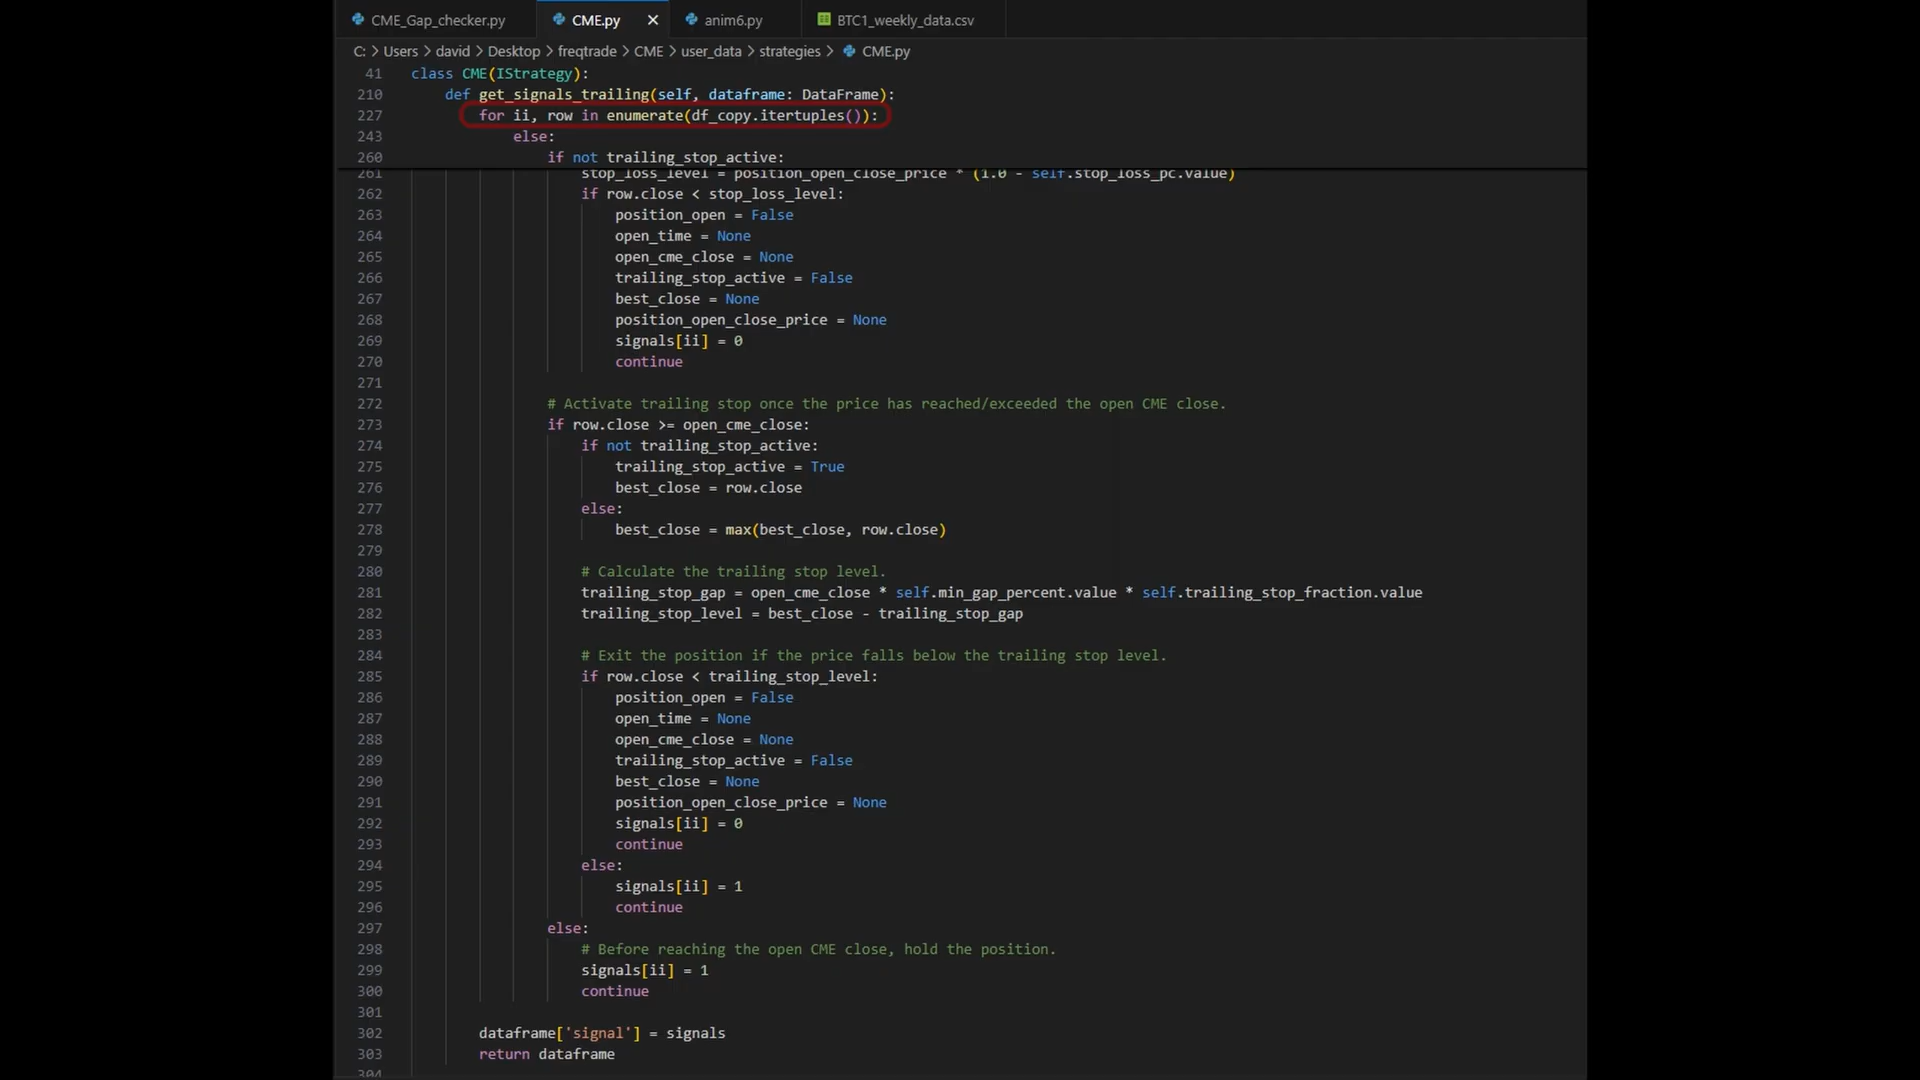 CME_Gap_checker.py CME.py × anim6.py BTC1_weekly_data.csv
C: > Users > david > Desktop > freqtrade > CME > user_data > strategies > CME.py
41 class CME(IStrategy):
210 def get_signals_trailing(self, dataframe: DataFrame):
227 for ii, row in enumerate(df_copy.itertuples()):
243 else:
260 if not trailing_stop_active:
261 stop_loss_level = position_open_close_price * (1.0 - self.stop_loss_pc.value)
262 if row.close < stop_loss_level:
263 position_open = False
264 open_time = None
265 open_cme_close = None
266 trailing_stop_active = False
267 best_close = None
268 position_open_close_price = None
269 signals[ii] = 0
270 continue
271
272 # Activate trailing stop once the price has reached/exceeded the open CME close.
273 if row.close >= open_cme_close:
274 if not trailing_stop_active:
275 trailing_stop_active = True
276 best_close = row.close
277 else:
278 best_close = max(best_close, row.close)
279
280 # Calculate the trailing stop level.
281 trailing_stop_gap = open_cme_close * self.min_gap_percent.value * self.trailing_stop_fraction.value
282 trailing_stop_level = best_close - trailing_stop_gap
283
284 # Exit the position if the price falls below the trailing stop level.
285 if row.close < trailing_stop_level:
286 position_open = False
287 open_time = None
288 open_cme_close = None
289 trailing_stop_active = False
290 best_close = None
291 position_open_close_price = None
292 signals[ii] = 0
293 continue
294 else:
295 signals[ii] = 1
296 continue
297 else:
298 # Before reaching the open CME close, hold the position.
299 signals[ii] = 1
300 continue
301
302 dataframe['signal'] = signals
303 return dataframe
304